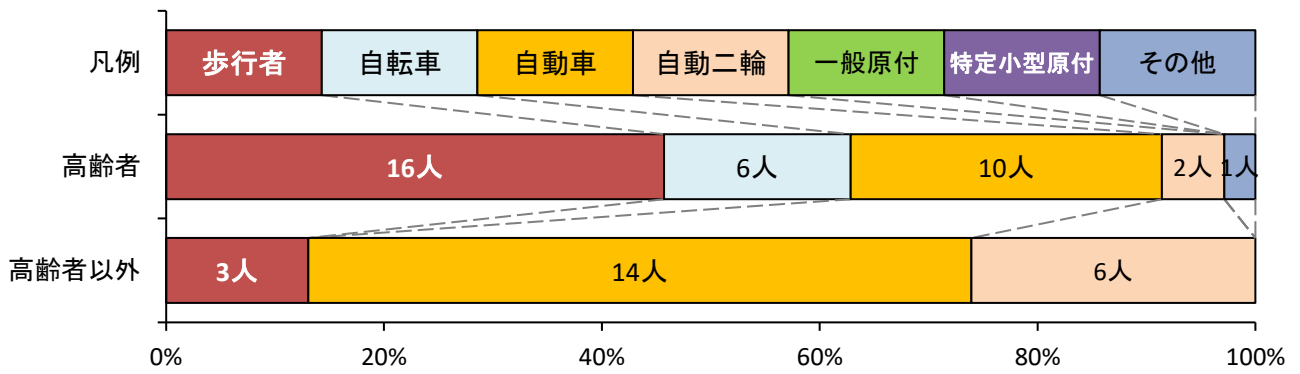 凡例 歩行者 自転車 自動車 自動二輪 一般原付 特定小型原付 その他
高齢者 16人 6人 10人 2人 1人
高齢者以外 3人 14人 6人
0% 20% 40% 60% 80% 100%